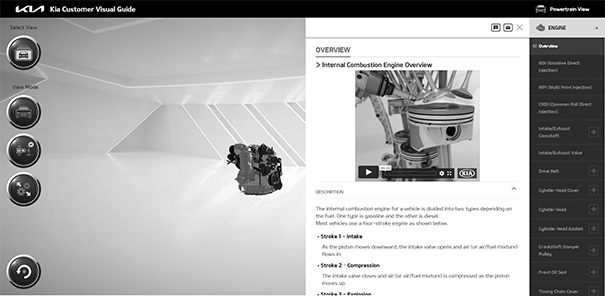 KIA Kia Customer Visual Guide
Powertrain View
Select View
View Mode
OVERVIEW
> Internal Combustion Engine Overview
KIA
DESCRIPTION
The internal combustion engine for a vehicle is divided into two types depending on
the fuel. One type is gasoline and the other is diesel.
Most vehicles use a four-stroke engine as shown below.
• Stroke 1 - Intake
As the piston moves downward, the intake valve opens and air (or air/fuel mixture)
flows in.
• Stroke 2 - Compression
The intake valve closes and air (or air/fuel mixture) is compressed as the piston
moves up.
• Stroke 3 - Explosion
ENGINE
Overview
GDI (Gasoline Direct
Injection)
MPI (Multi Point Injection)
CRDI (Common Rail Direct
Injection)
Intake/Exhaust
Camshaft
Intake/Exhaust Valve
Drive Belt
Cylinder Head Cover
Cylinder Head
Cylinder Head Gasket
Crankshaft Damper
Pulley
Front Oil Seal
Timing Chain Cover